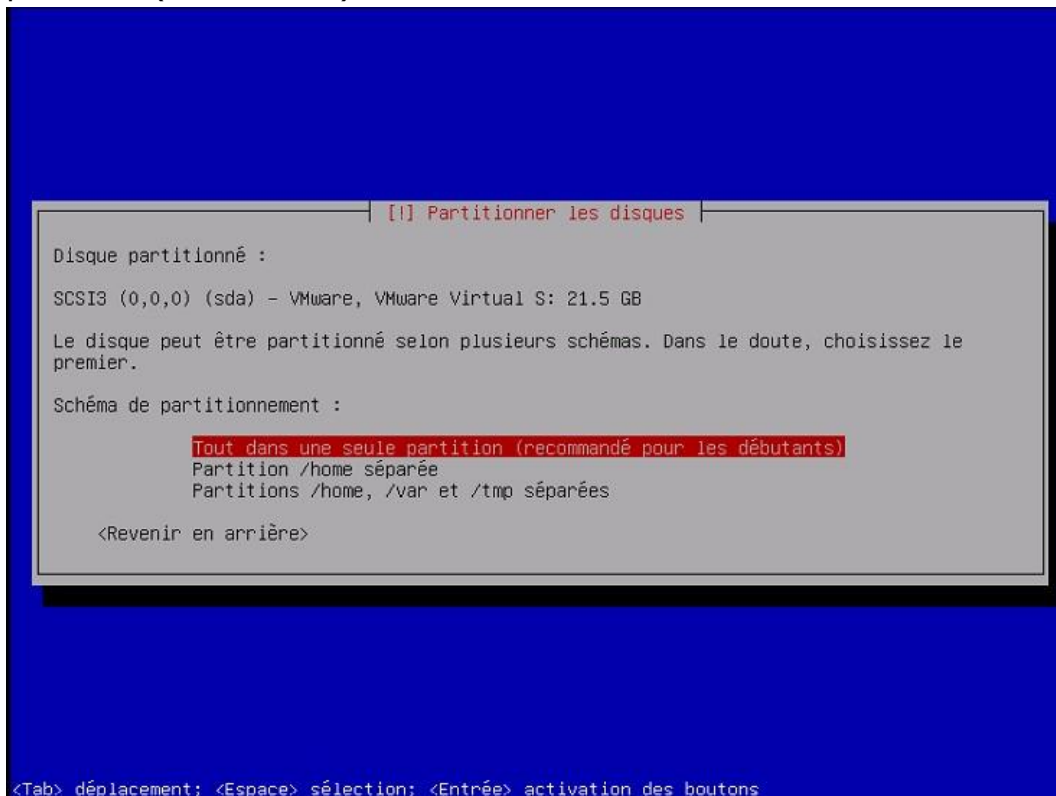 [!] Partitionner les disques
Disque partitionné :
SCSI3 (0,0,0) (sda) - VMware, VMware Virtual S: 21.5 GB
Le disque peut être partitionné selon plusieurs schémas. Dans le doute, choisissez le
premier.
Schéma de partitionnement :
Tout dans une seule partition (recommandé pour les débutants)
Partition /home séparée
Partitions /home, /var et /tmp séparées
<Revenir en arrière>
<Tab> déplacement; <Espace> sélection; <Entrée> activation des boutons